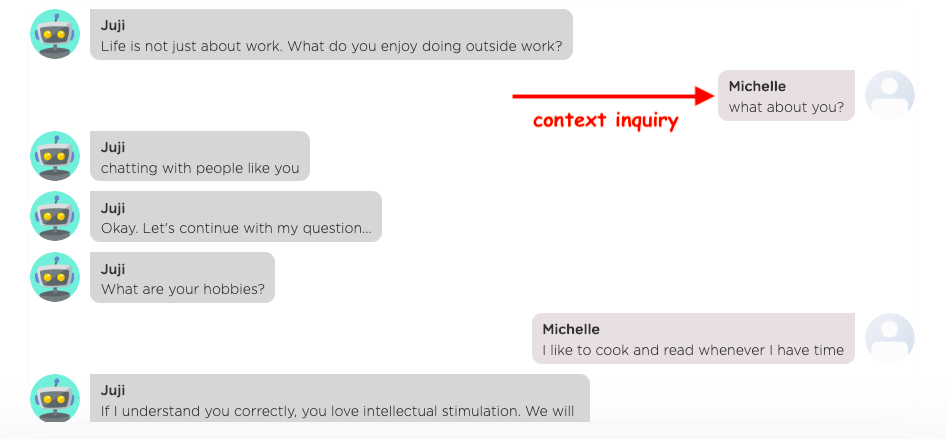 Juji
Life is not just about work. What do you enjoy doing outside work?
Michelle
what about you?
context inquiry
Juji
chatting with people like you
Juji
Okay. Let's continue with my question...
Juji
What are your hobbies?
Michelle
I like to cook and read whenever I have time
Juji
If I understand you correctly, you love intellectual stimulation. We will